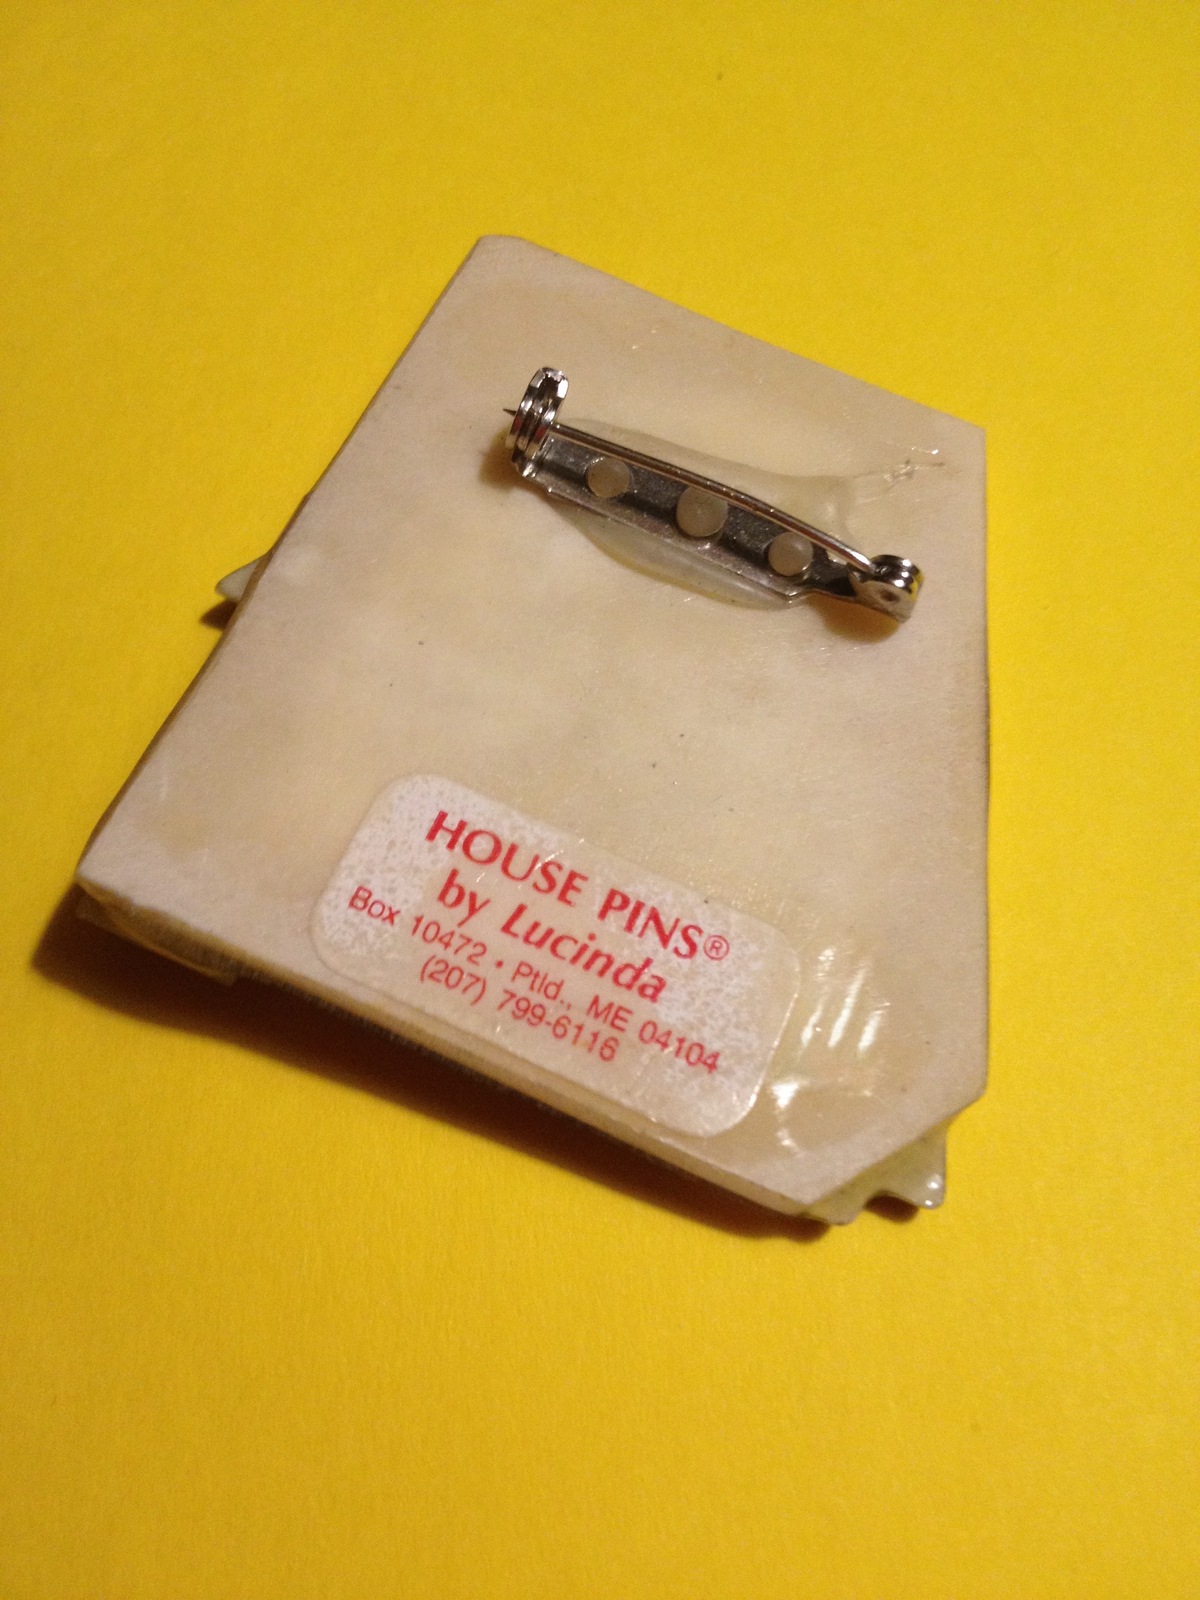 HOUSE PINS®
by Lucinda
Box 10472 • Ptld., ME 04104
(207) 799-6116